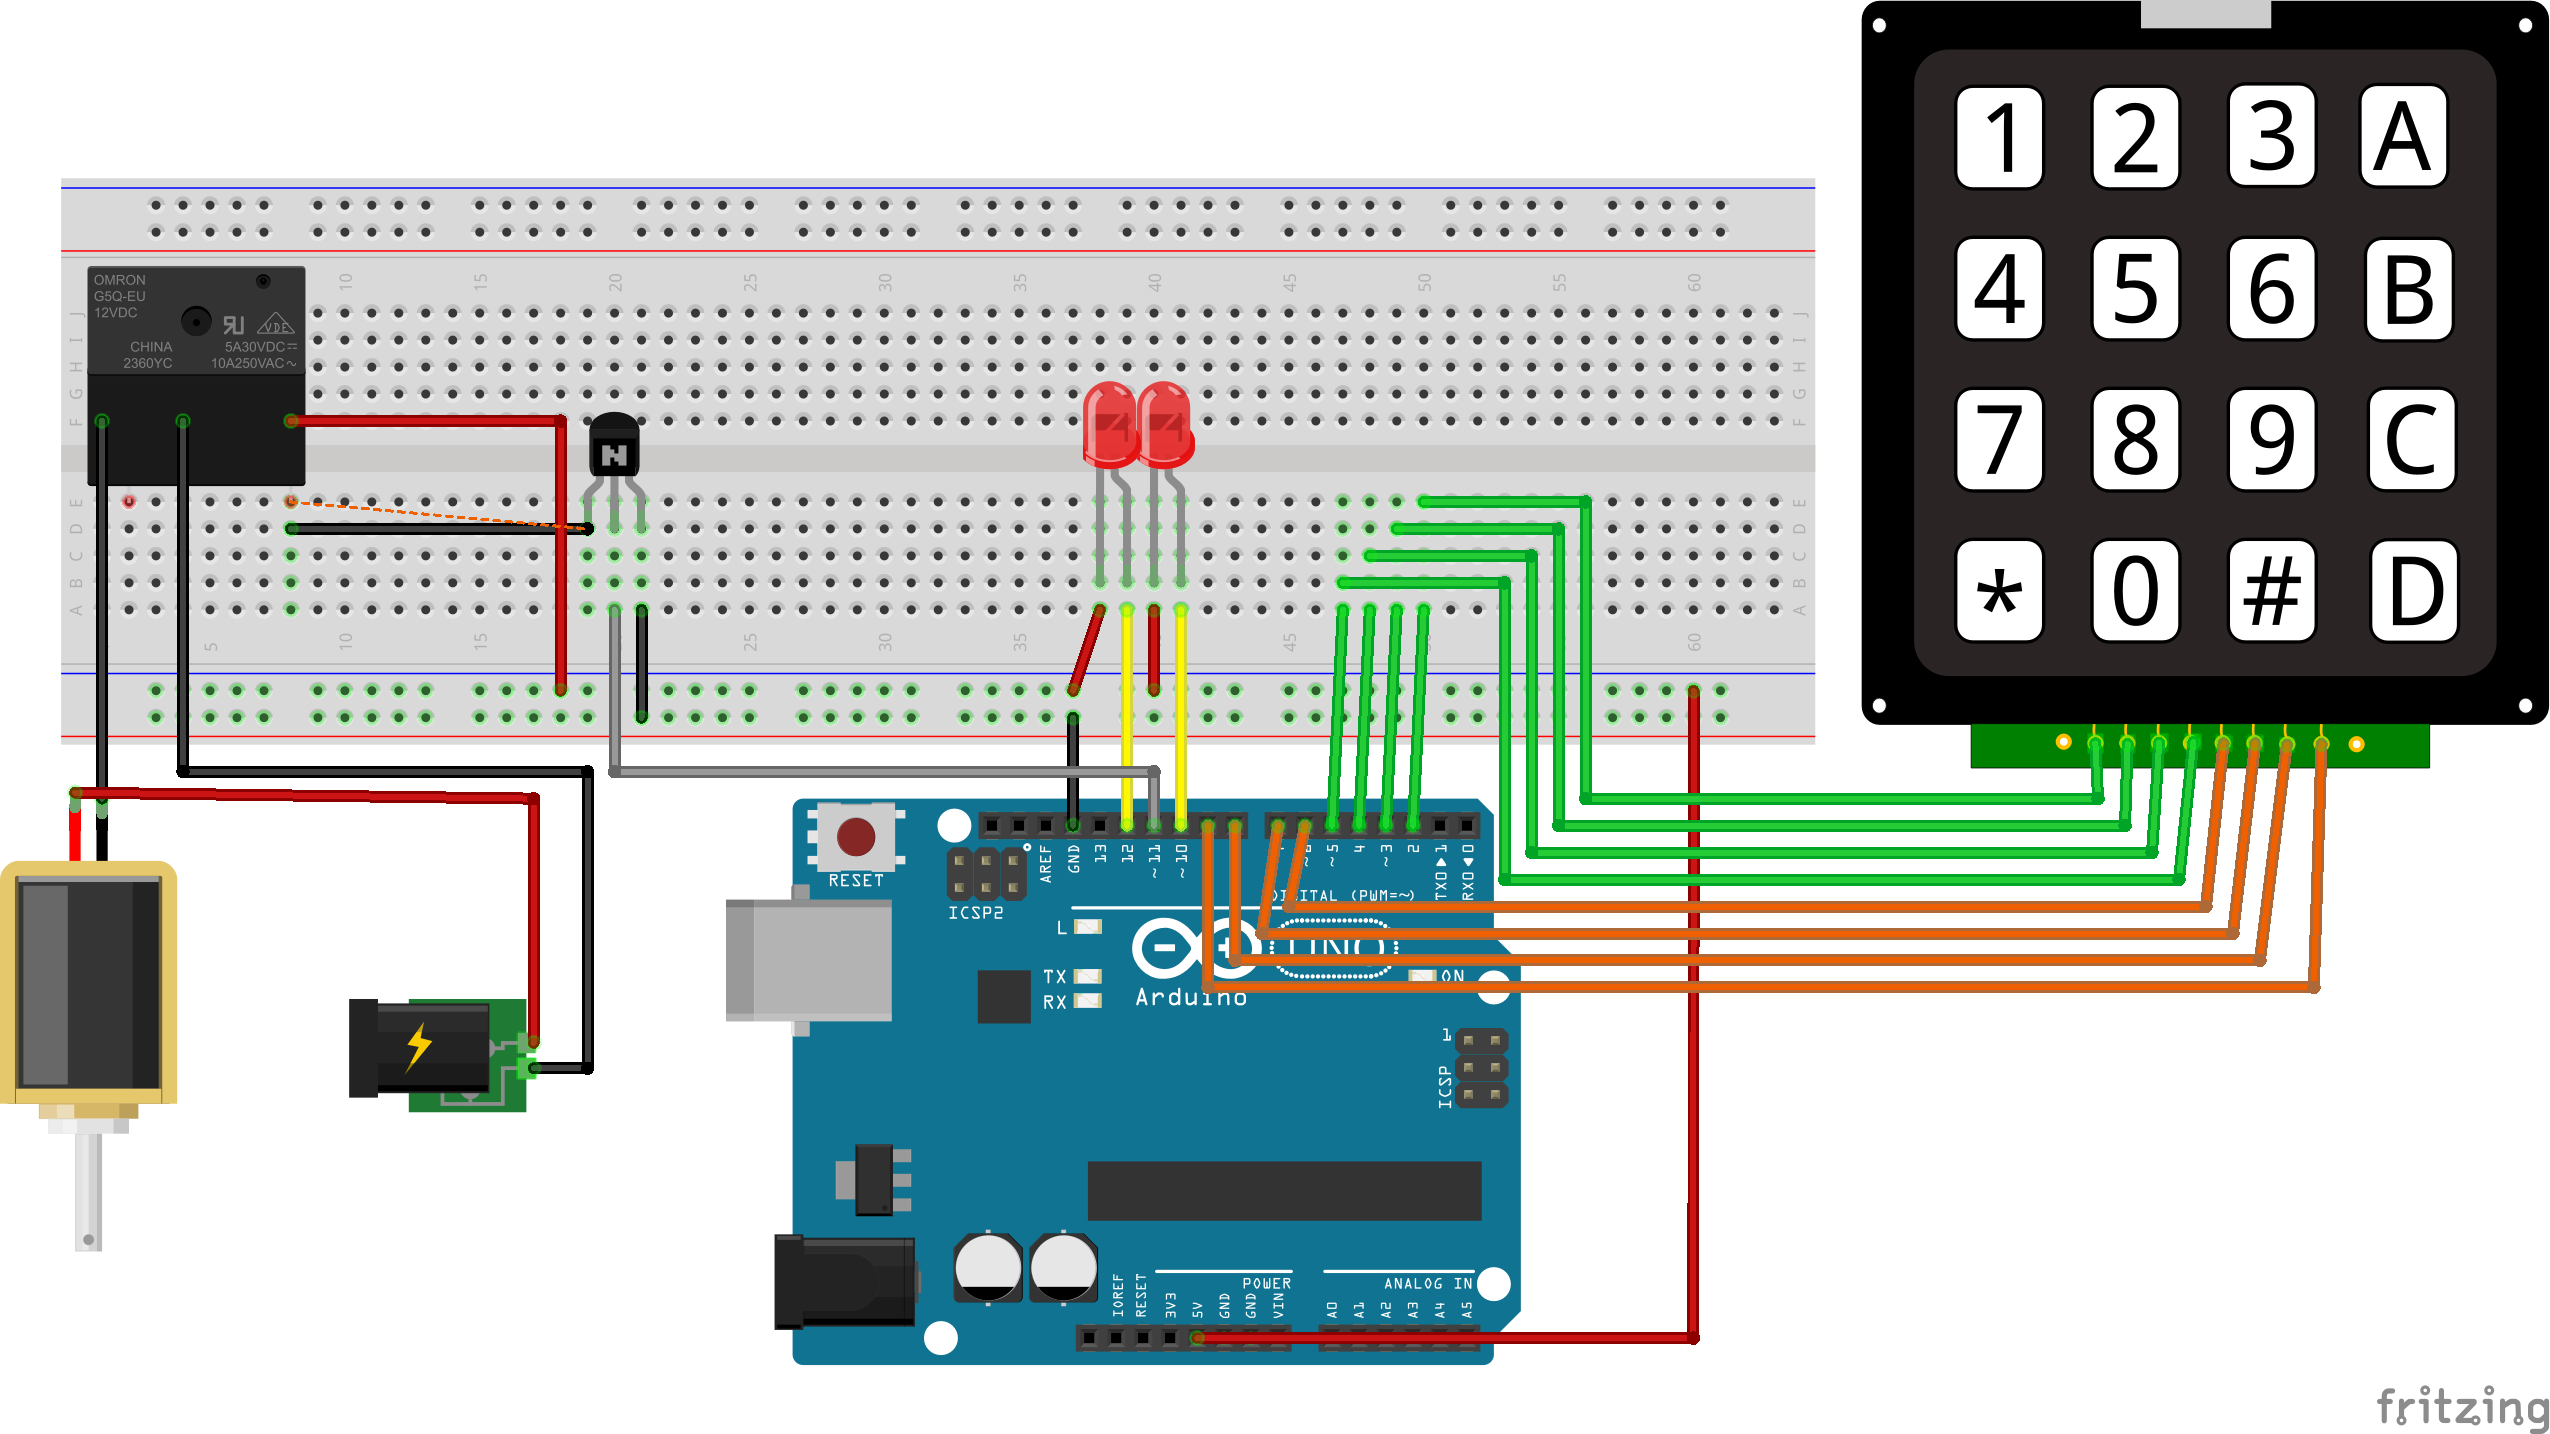 1 2 3 A
4 5 6 B
7 8 9 C
* 0 # D
OMRON
G5Q-EU
12VDC
VDE
CHINA
2360YC
5A30VDC
10A250VAC~
10 15 20 25 30 35 40 45 50 55 60
J J
I I
H H
G G
F F
E E
D D
C C
B B
A A
5 10 15 25 30 35 40 45 60
N
RESET
ICSP2
AREF
GND
13
12
~11
~10
~5
4
~3
2
TX0 1
RX0 0
DIGITAL (PWM=~)
L
TX
RX
UNO
ON
Arduino
1
ICSP
POWER
ANALOG IN
IOREF
RESET
3V3
5V
GND
GND
VIN
A0
A1
A2
A3
A4
A5
fritzing